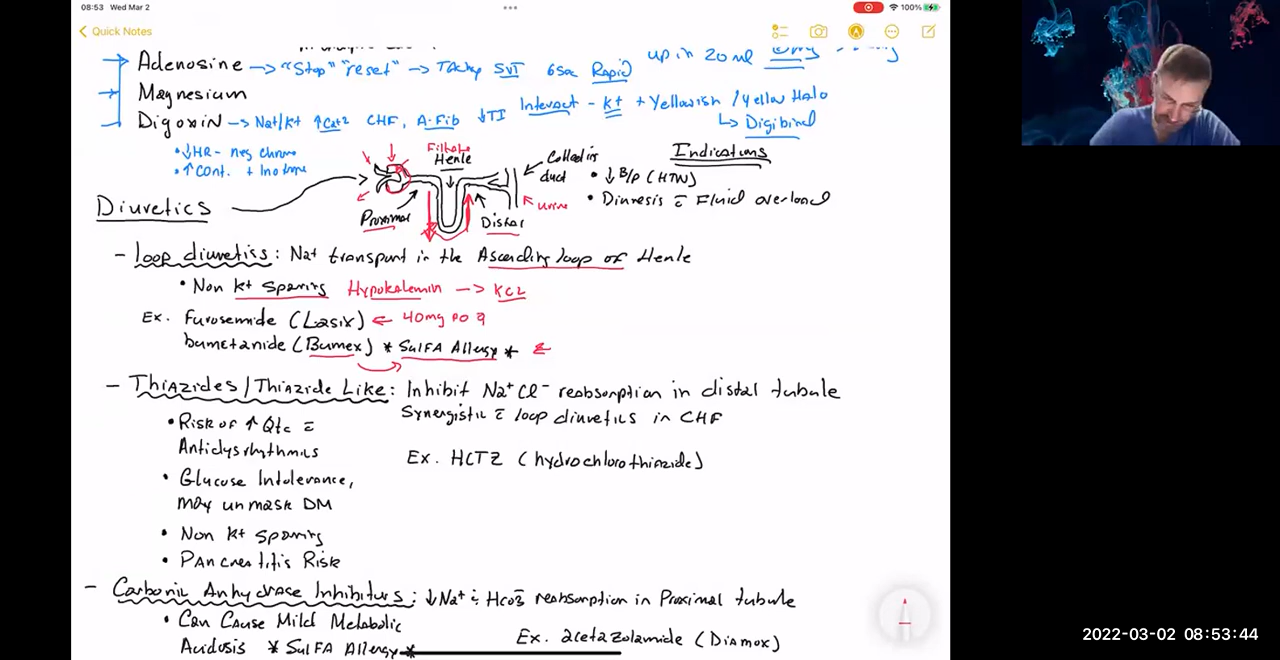 08:53 Wed Mar 2
100%
Quick Notes
Adenosine → "Stop" "reset" → Tachy SVT 6sec Rapid up in 20 ml
Magnesium
Digoxin → Na+/K+ ↑Ca+2 CHF, A-Fib ↓TI Interact - K+ + Yellowish / Yellow Halo
↳ Digibind
• ↓HR - neg chrono
• ↑ Cont. + Inotrope
Filtrate
Henle
Collecting duct
Urine
Proximal
Distal
Indications
• ↓ B/P (HTN)
• Diuresis c̄ Fluid overload
Diuretics
- loop diuretics: Na+ transport in the Ascending loop of Henle
• Non K+ Sparing Hypokalemia → KCl
Ex. Furosemide (Lasix) ← 40mg PO q
bumetanide (Bumex) * SulFA Allergy * ←
- Thiazides/Thiazide Like: Inhibit Na+ Cl- reabsorption in distal tubule
Synergistic c̄ loop diuretics in CHF
• Risk of ↑ Qtc c̄
Antidysrhythmics
Ex. HCTZ (hydrochlorothiazide)
• Glucose Intolerance,
may unmask DM
• Non K+ Sparing
• Pancreatitis Risk
- Carbonic Anhydrase Inhibitors: ↓Na+ & HCO3- reabsorption in Proximal tubule
• Can Cause Mild Metabolic
Acidosis * SulFA Allergy *
Ex. acetazolamide (Diamox)
2022-03-02 08:53:44